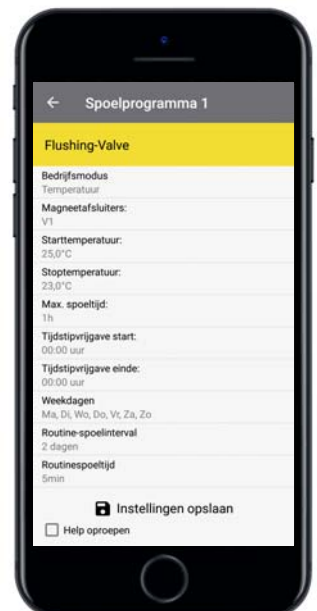 Spoelprogramma 1
Flushing-Valve
Bedrijfsmodus
Temperatuur
Magneetafsluiters:
V1
Starttemperatuur:
25,0°C
Stoptemperatuur:
23,0°C
Max. spoeltijd:
1h
Tijdstipvrijgave start:
00:00 uur
Tijdstipvrijgave einde:
00:00 uur
Weekdagen
Ma, Di, Wo, Do, Vr, Za, Zo
Routine-spoelinterval
2 dagen
Routinespoeltijd
5min
Instellingen opslaan
Help oproepen